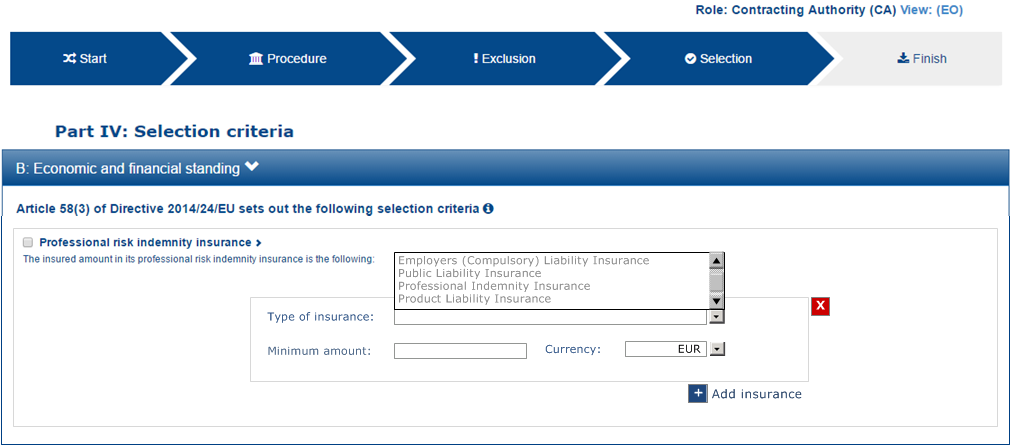 Role: Contracting Authority (CA) View: (EO)
Start Procedure Exclusion Selection Finish
Part IV: Selection criteria
B: Economic and financial standing
Article 58(3) of Directive 2014/24/EU sets out the following selection criteria
Professional risk indemnity insurance
The insured amount in its professional risk indemnity insurance is the following:
Employers (Compulsory) Liability Insurance
Public Liability Insurance
Professional Indemnity Insurance
Product Liability Insurance
X
Type of insurance:
Minimum amount: Currency: EUR
+ Add insurance